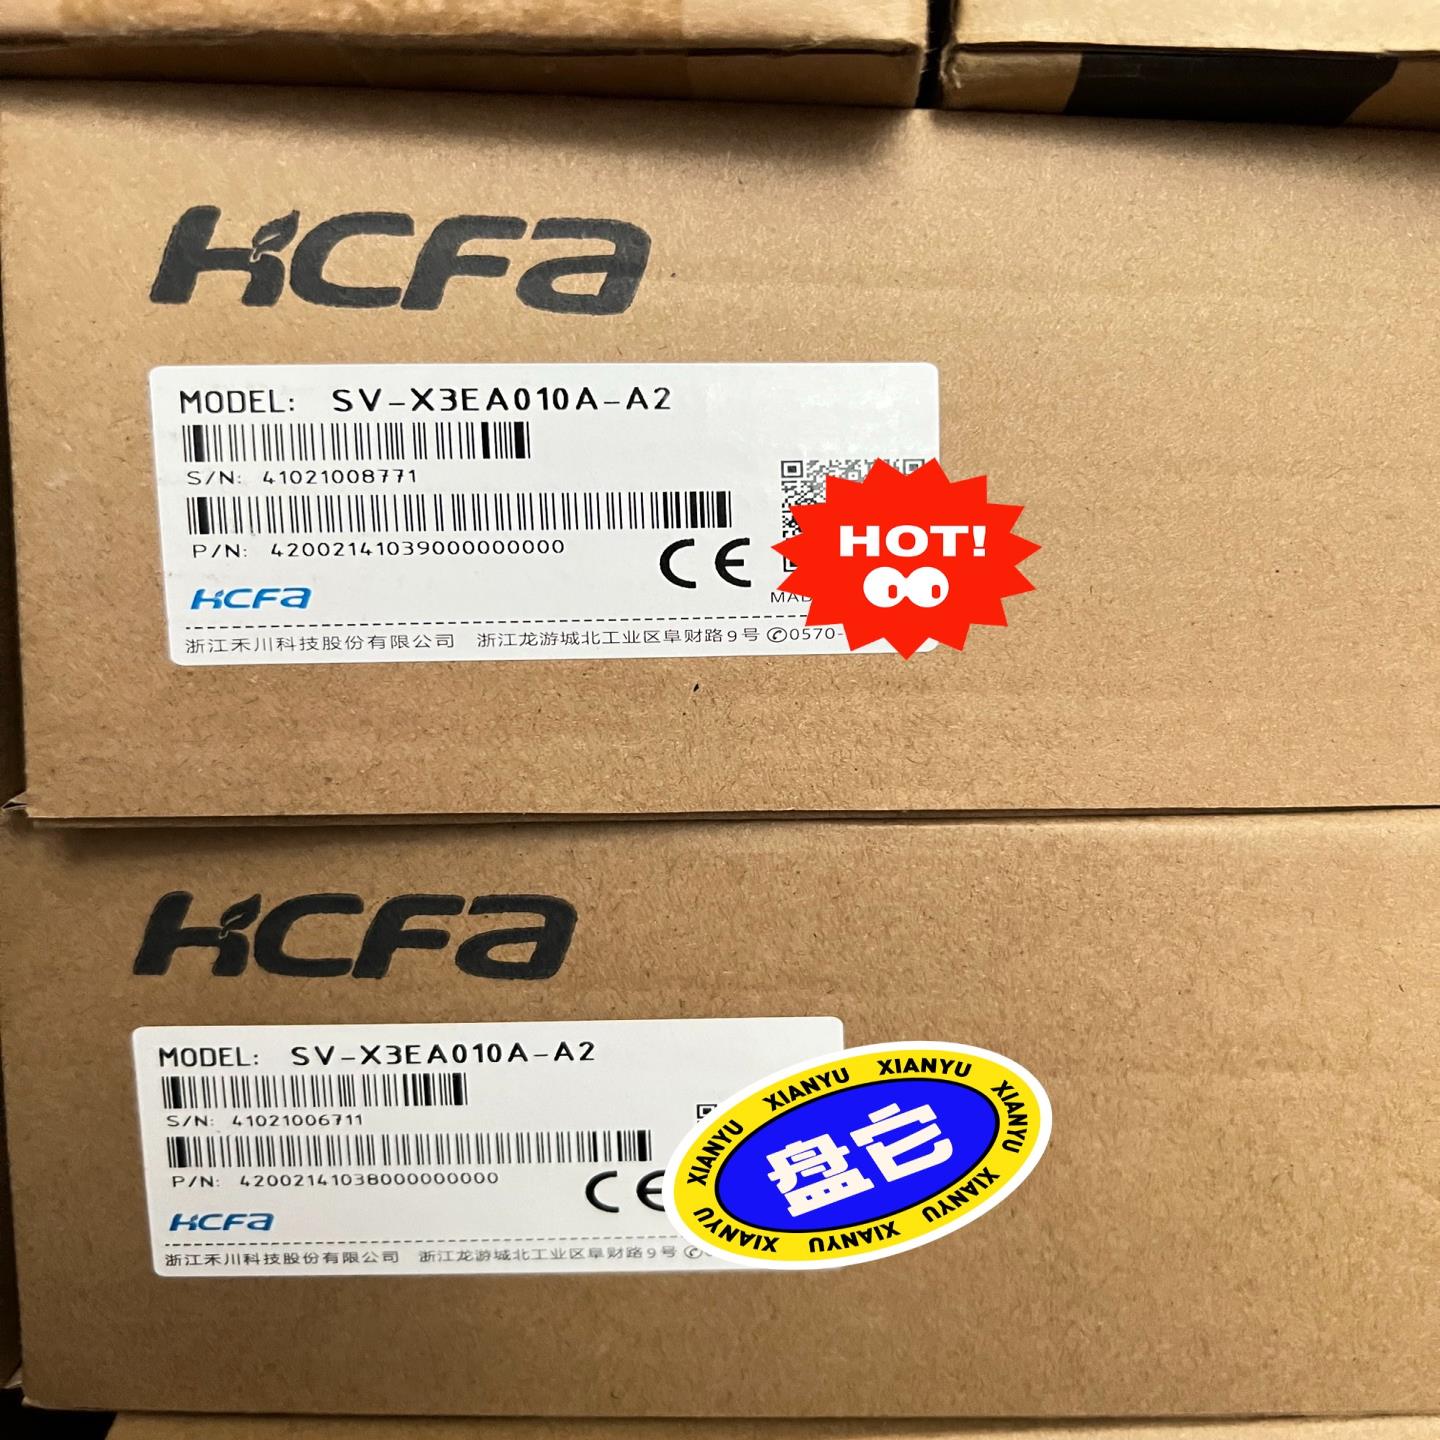 HCFA
MODEL: SV-X3EA010A-A2
S/N: 41021008771
P/N: 42002141039000000000
CE
HOT!
MAD
HCFA
浙江禾川科技股份有限公司 浙江龙游城北工业区阜财路9号 ✆0570-
HCFA
MODEL: SV-X3EA010A-A2
S/N: 41021006711
P/N: 42002141038000000000
CE
HCFA
浙江禾川科技股份有限公司 浙江龙游城北工业区阜财路9号 ✆
XIANYU XIANYU XIANYU XIANYU XIANYU XIANYU XIANYU XIANYU
盘它